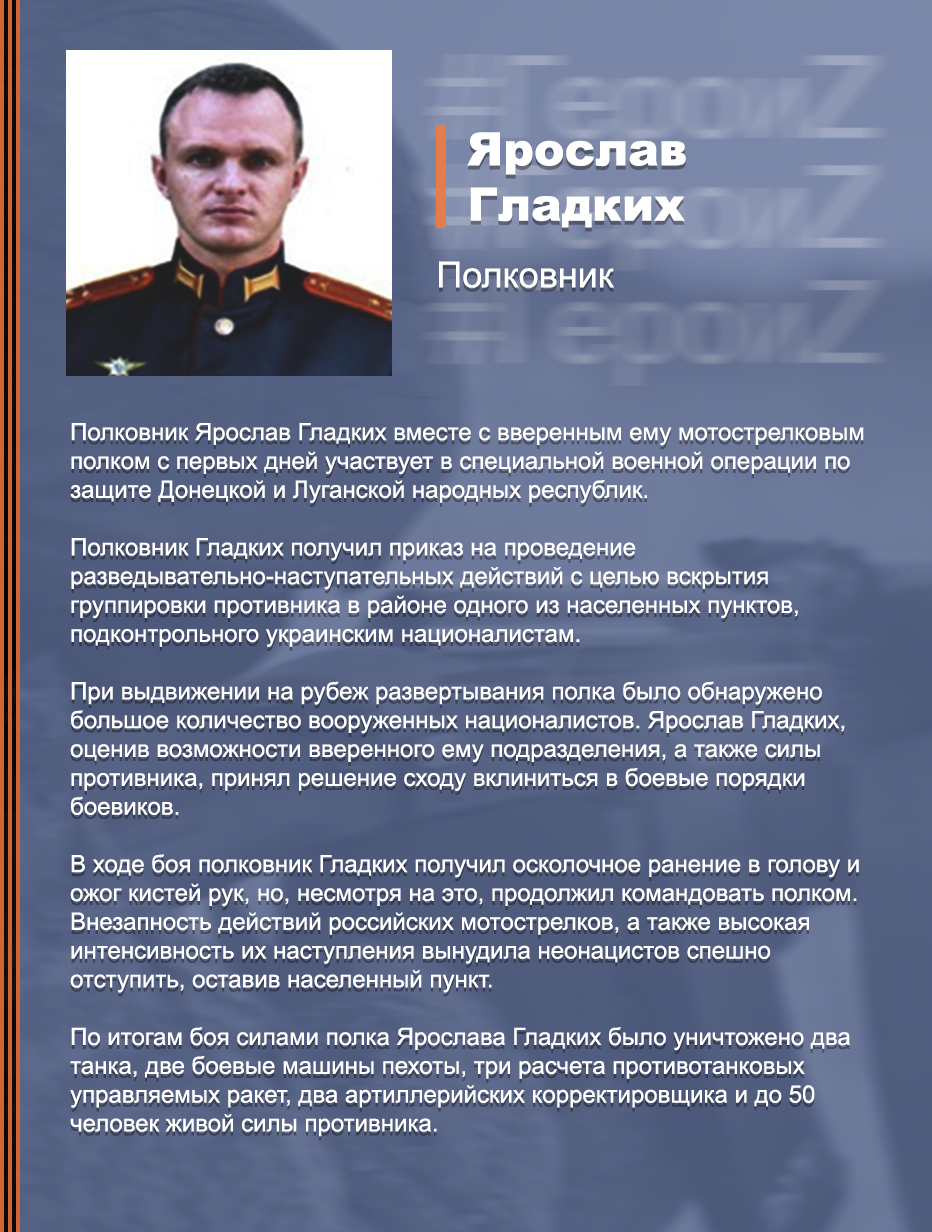 #ГероиZ
Ярослав
#ГероиZ
Гладких
Полковник
#ГероиZ
Полковник Ярослав Гладких вместе с вверенным ему мотострелковым
полком с первых дней участвует в специальной военной операции по
защите Донецкой и Луганской народных республик.
Полковник Гладких получил приказ на проведение
разведывательно-наступательных действий с целью вскрытия
группировки противника в районе одного из населенных пунктов,
подконтрольного украинским националистам.
При выдвижении на рубеж развертывания полка было обнаружено
большое количество вооруженных националистов. Ярослав Гладких,
оценив возможности вверенного ему подразделения, а также силы
противника, принял решение сходу вклиниться в боевые порядки
боевиков.
В ходе боя полковник Гладких получил осколочное ранение в голову и
ожог кистей рук, но, несмотря на это, продолжил командовать полком.
Внезапность действий российских мотострелков, а также высокая
интенсивность их наступления вынудила неонацистов спешно
отступить, оставив населенный пункт.
По итогам боя силами полка Ярослава Гладких было уничтожено два
танка, две боевые машины пехоты, три расчета противотанковых
управляемых ракет, два артиллерийских корректировщика и до 50
человек живой силы противника.